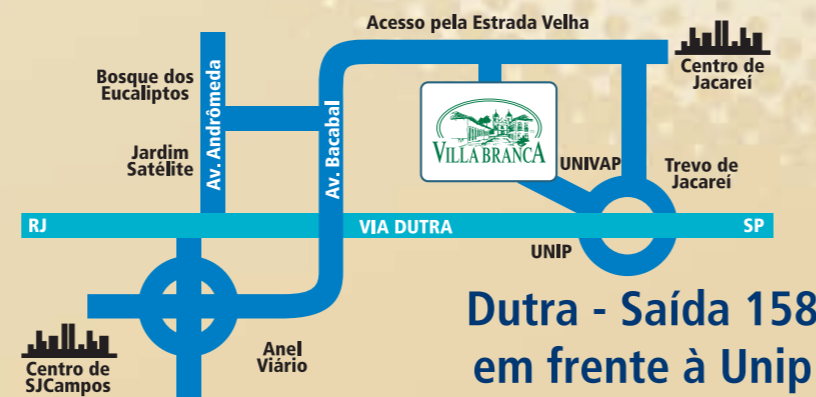 Acesso pela Estrada Velha
Centro de
Jacareí
Bosque dos
Eucaliptos
Av. Andrômeda
Av. Bacabal
VILLA BRANCA
Jardim
Satélite
UNIVAP
Trevo de
Jacareí
RJ
VIA DUTRA
SP
UNIP
Dutra - Saída 158
em frente à Unip
Anel
Viário
Centro de
SJCampos